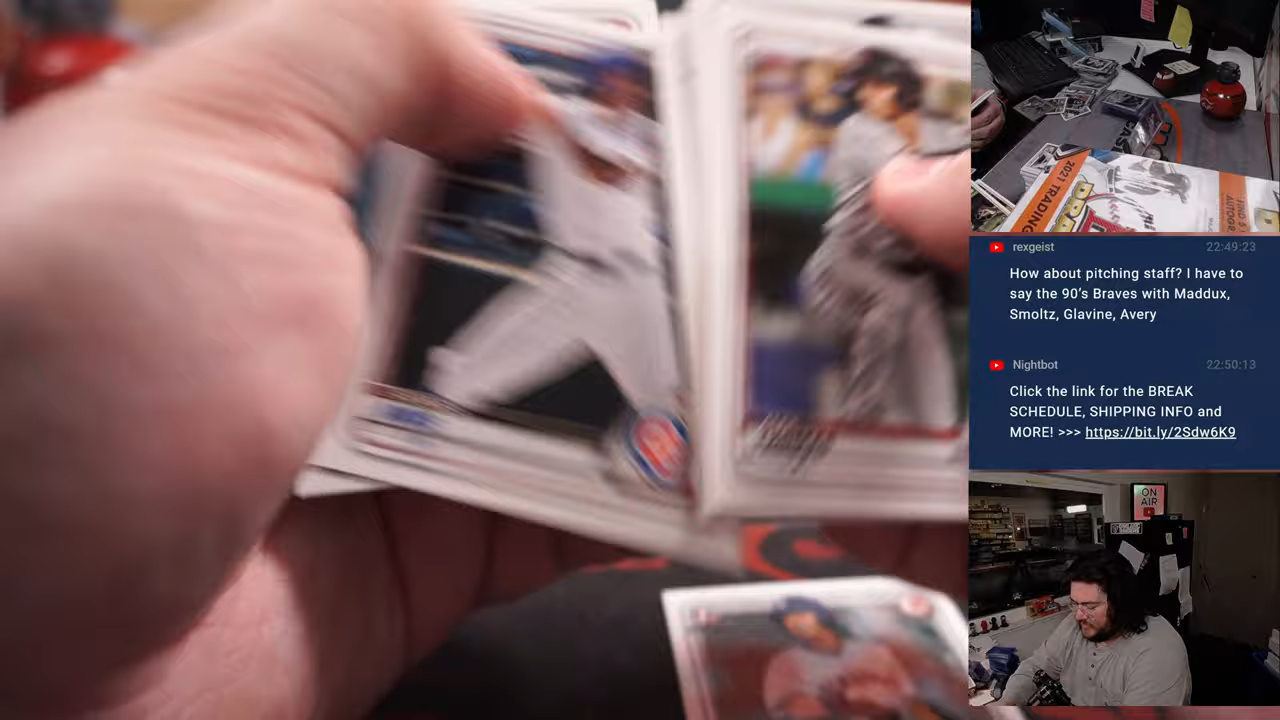 rexgeist 22:49:23
How about pitching staff? I have to
say the 90's Braves with Maddux,
Smoltz, Glavine, Avery
Nightbot 22:50:13
Click the link for the BREAK
SCHEDULE, SHIPPING INFO and
MORE! >>> https://bit.ly/2Sdw6K9
2021 TRADING
ON
AIR